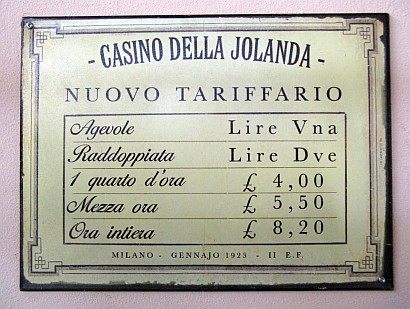 - CASINO DELLA JOLANDA -
NUOVO TARIFFARIO
Agevole Lire Vna
Raddoppiata Lire Dve
1 quarto d'ora £ 4,00
Mezza ora £ 5,50
Ora intiera £ 8,20
MILANO - GENNAJO 1923 - II E.F.